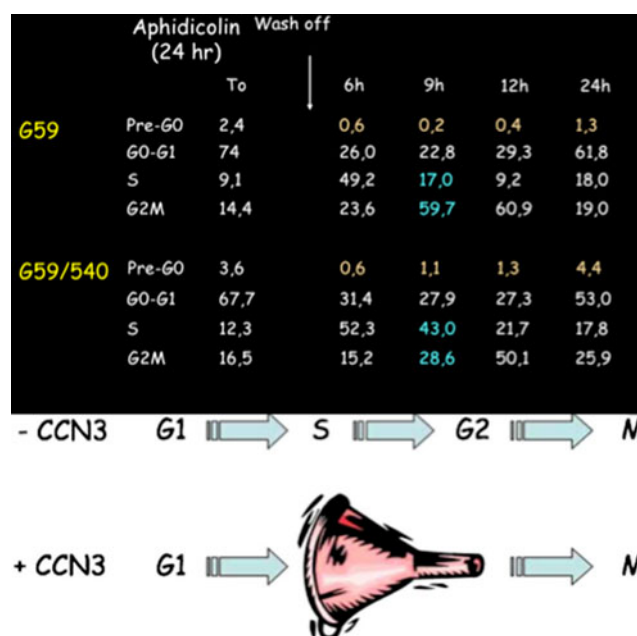 Aphidicolin Wash off
(24 hr)
To 6h 9h 12h 24h
G59 Pre-G0 2,4 0,6 0,2 0,4 1,3
G0-G1 74 26,0 22,8 29,3 61,8
S 9,1 49,2 17,0 9,2 18,0
G2M 14,4 23,6 59,7 60,9 19,0
G59/540 Pre-G0 3,6 0,6 1,1 1,3 4,4
G0-G1 67,7 31,4 27,9 27,3 53,0
S 12,3 52,3 43,0 21,7 17,8
G2M 16,5 15,2 28,6 50,1 25,9
- CCN3 G1 S G2 M
+ CCN3 G1 M